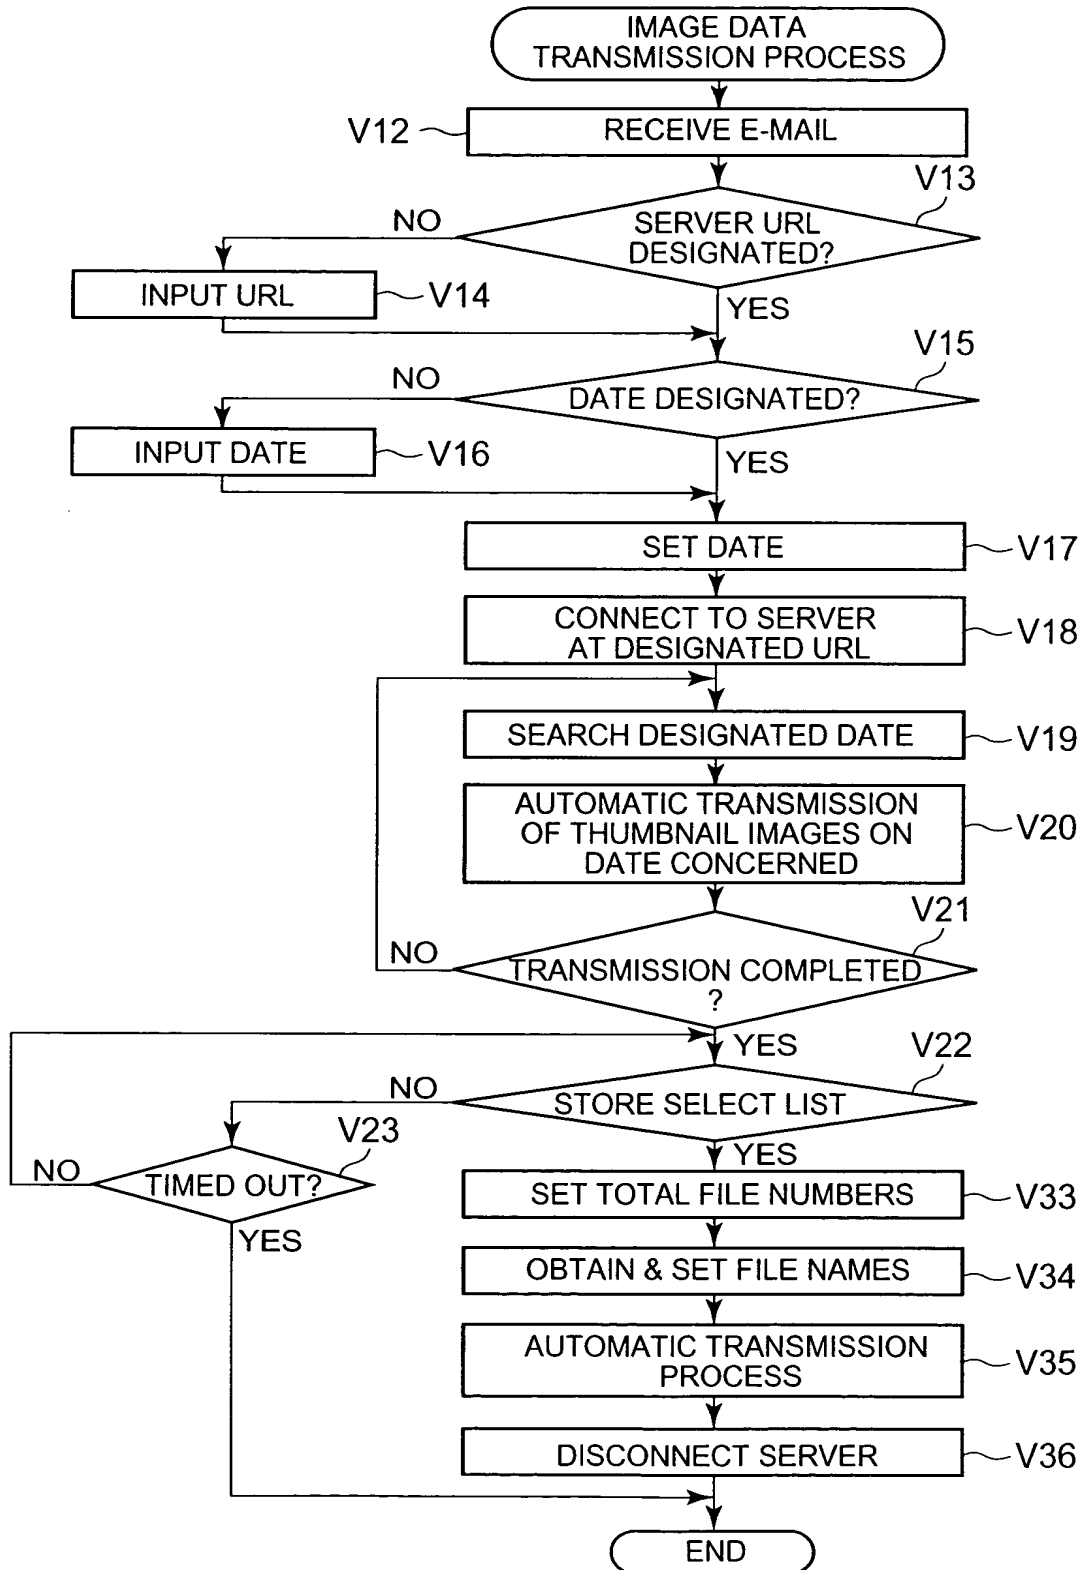 IMAGE DATA
TRANSMISSION PROCESS
V12
RECEIVE E-MAIL
V13
NO
SERVER URL
DESIGNATED?
INPUT URL
V14
YES
V15
NO
DATE DESIGNATED?
INPUT DATE
V16
YES
SET DATE
V17
CONNECT TO SERVER
AT DESIGNATED URL
V18
SEARCH DESIGNATED DATE
V19
AUTOMATIC TRANSMISSION
OF THUMBNAIL IMAGES ON
DATE CONCERNED
V20
V21
NO
TRANSMISSION COMPLETED
?
YES
V22
NO
STORE SELECT LIST
V23
YES
NO
TIMED OUT?
SET TOTAL FILE NUMBERS
V33
YES
OBTAIN & SET FILE NAMES
V34
AUTOMATIC TRANSMISSION
PROCESS
V35
DISCONNECT SERVER
V36
END